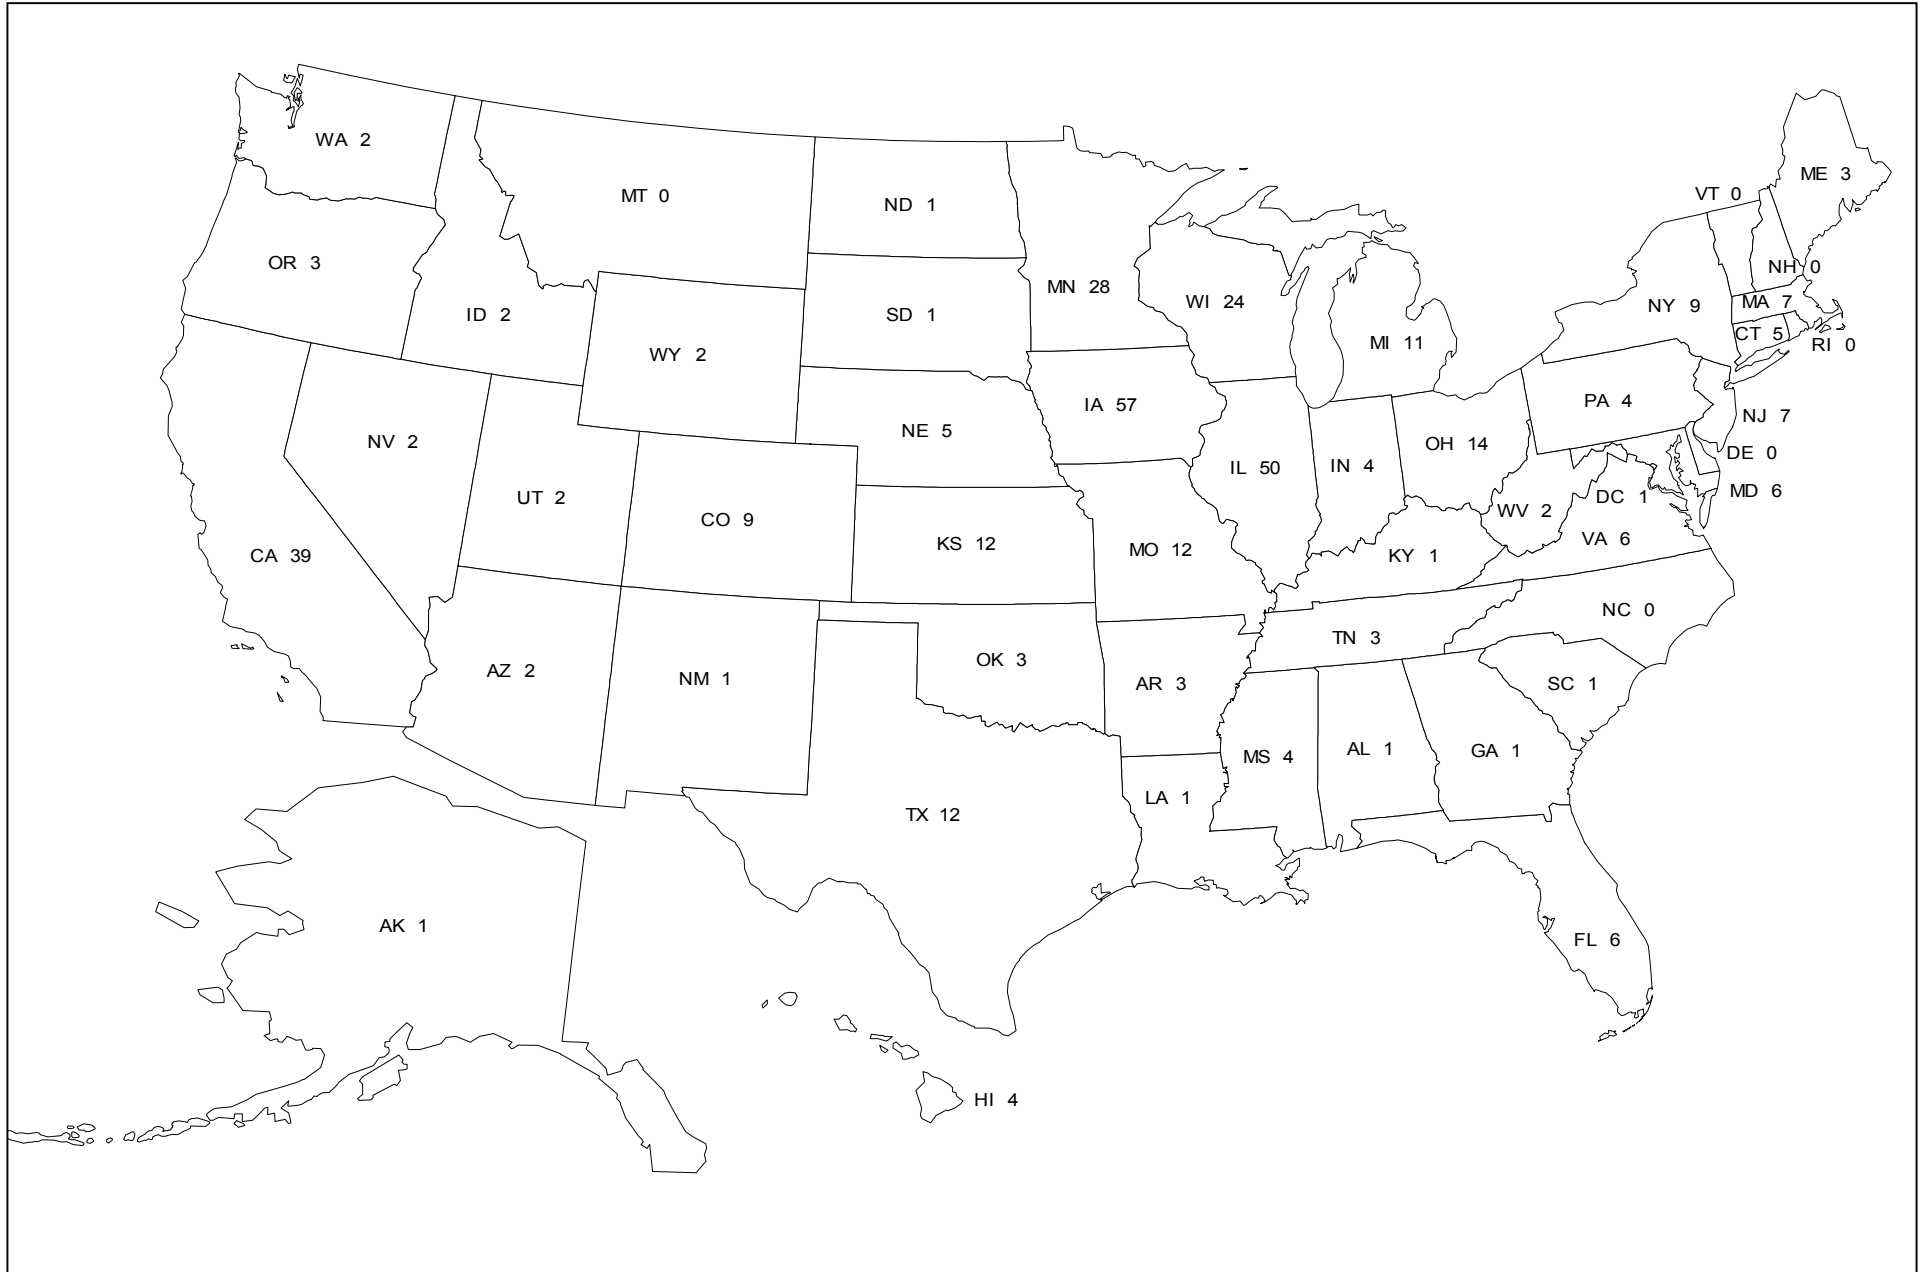 WA 2
ME 3
VT 0
MT 0
ND 1
OR 3
NH 0
MN 28
WI 24
MA 7
NY 9
ID 2
SD 1
CT 5
RI 0
MI 11
WY 2
PA 4
IA 57
NJ 7
NE 5
NV 2
OH 14
DE 0
IL 50
IN 4
MD 6
UT 2
DC 1
WV 2
CO 9
VA 6
KS 12
MO 12
CA 39
KY 1
NC 0
TN 3
OK 3
AZ 2
NM 1
AR 3
SC 1
MS 4
AL 1
GA 1
LA 1
TX 12
AK 1
FL 6
HI 4